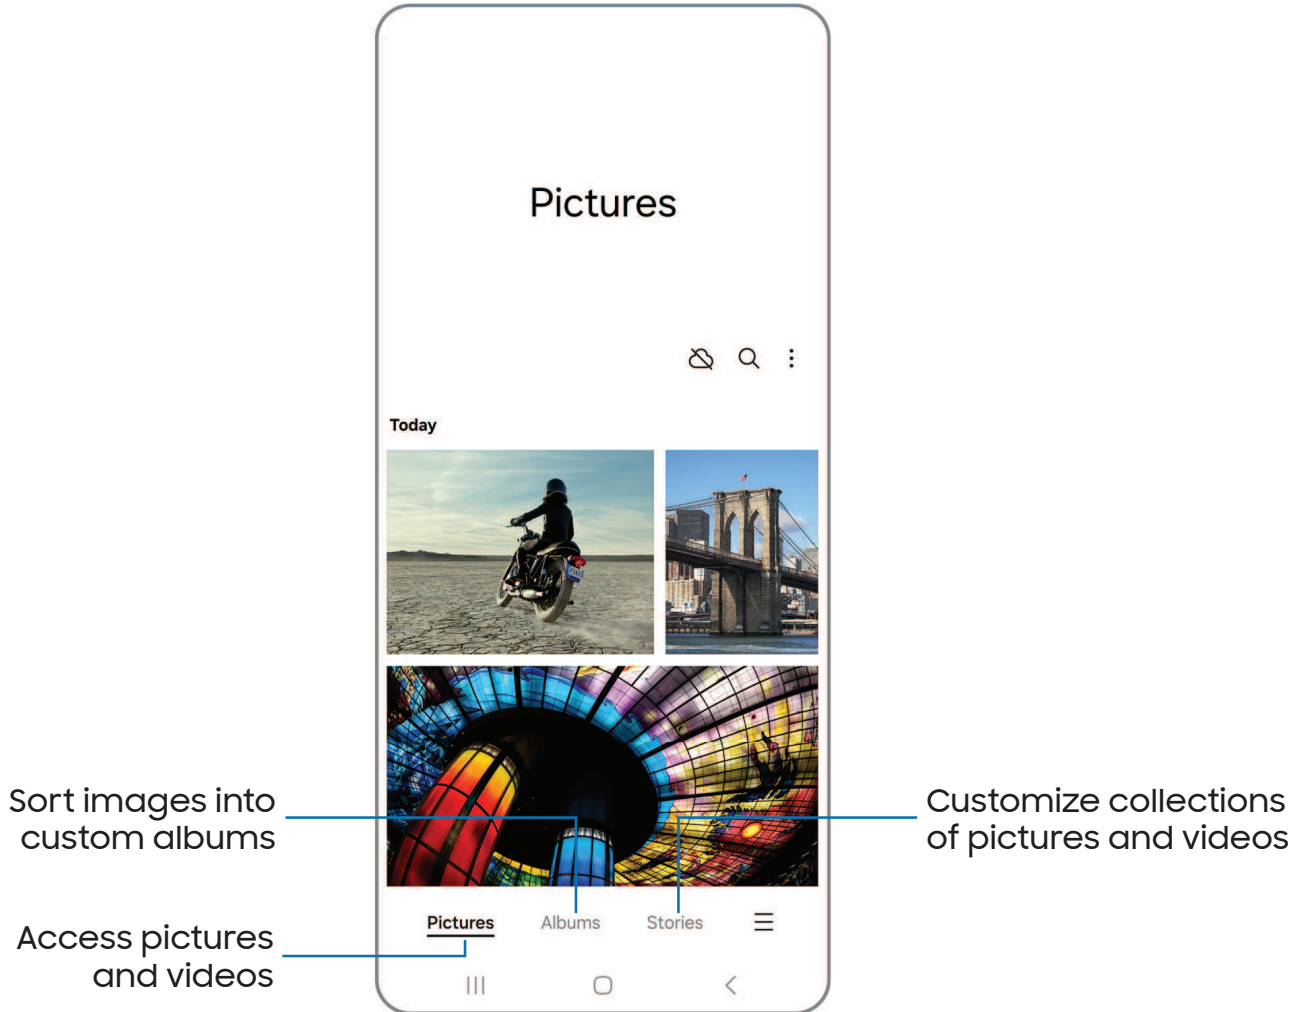 Pictures
Today
Sort images into
custom albums
Customize collections
of pictures and videos
Access pictures
and videos
Pictures
Albums
Stories